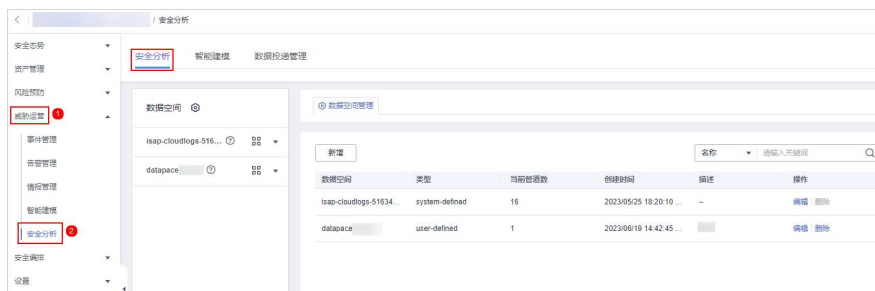 / 安全分析
安全态势
资产管理
风险预防
威胁运营 1
事件管理
告警管理
情报管理
智能建模
安全分析 2
安全编排
设置
安全分析 智能建模 数据投递管理
数据空间
isap-cloudlogs-516...
datapace
数据空间管理
新增
名称 请输入关键词
数据空间 类型 当前管道数 创建时间 描述 操作
isap-cloudlogs-51634... system-defined 16 2023/05/25 18:20:10 ... -- 编辑 删除
datapace user-defined 1 2023/06/19 14:42:45 ... 编辑 删除